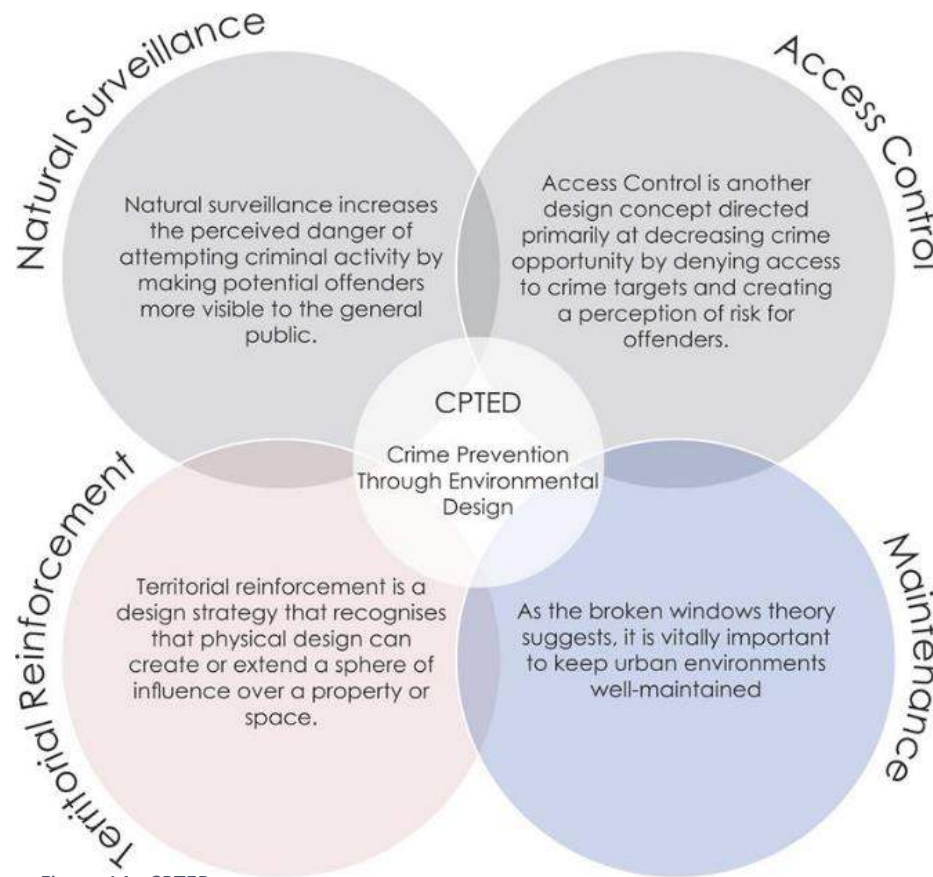 Natural Surveillance
Natural surveillance increases
the perceived danger of
attempting criminal activity by
making potential offenders
more visible to the general
public.
Access Control
Access Control is another
design concept directed
primarily at decreasing crime
opportunity by denying access
to crime targets and creating
a perception of risk for
offenders.
CPTED
Crime Prevention
Through Environmental
Design
Territorial Reinforcement
Territorial reinforcement is a
design strategy that recognises
that physical design can
create or extend a sphere of
influence over a property or
space.
Maintenance
As the broken windows theory
suggests, it is vitally important
to keep urban environments
well-maintained